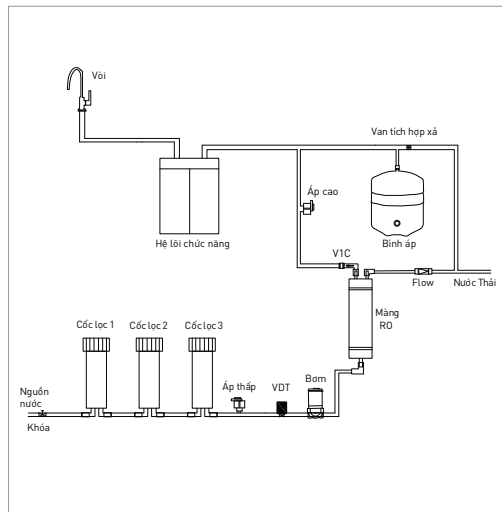 Vòi
Van tích hợp xả
Áp cao
Hệ lõi chức năng
Bình áp
V1C
Flow
Nước Thải
Màng
RO
Cốc lọc 1
Cốc lọc 2
Cốc lọc 3
Áp thấp
VDT
Bơm
Nguồn
nước
Khóa